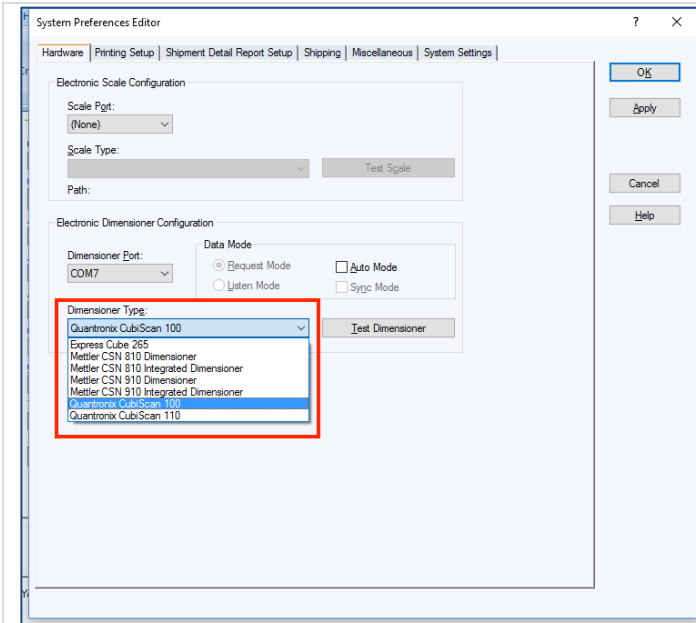 System Preferences Editor
? ×
Hardware Printing Setup Shipment Detail Report Setup Shipping Miscellaneous System Settings
OK
Apply
Cancel
Help
Electronic Scale Configuration
Scale Port:
(None)
Scale Type:
Test Scale
Path:
Electronic Dimensioner Configuration
Dimensioner Port:
COM7
Data Mode
Request Mode
Listen Mode
Auto Mode
Sync Mode
Dimensioner Type:
Quantronix CubiScan 100
Test Dimensioner
Express Cube 265
Mettler CSN 810 Dimensioner
Mettler CSN 810 Integrated Dimensioner
Mettler CSN 910 Dimensioner
Mettler CSN 910 Integrated Dimensioner
Quantronix CubiScan 100
Quantronix CubiScan 110